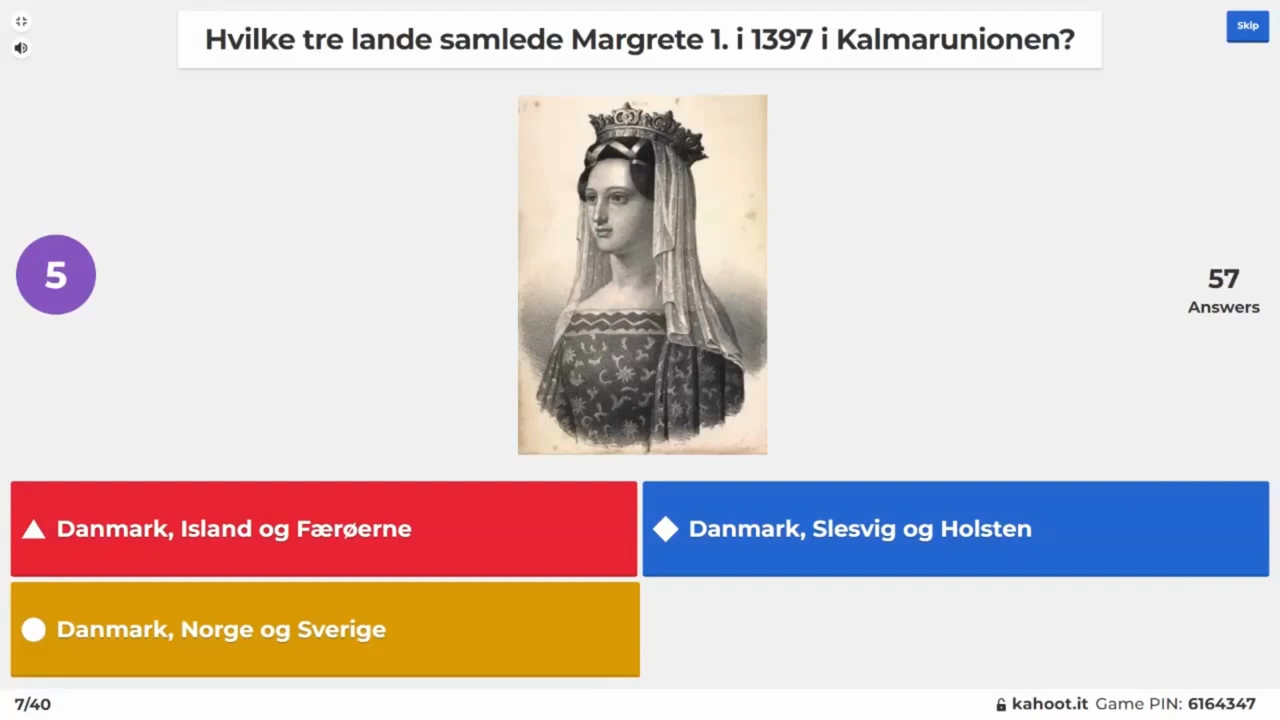 Hvilke tre lande samlede Margrete 1. i 1397 i Kalmarunionen?
Skip
5
57
Answers
Danmark, Island og Færøerne
Danmark, Slesvig og Holsten
Danmark, Norge og Sverige
7/40
kahoot.it Game PIN: 6164347